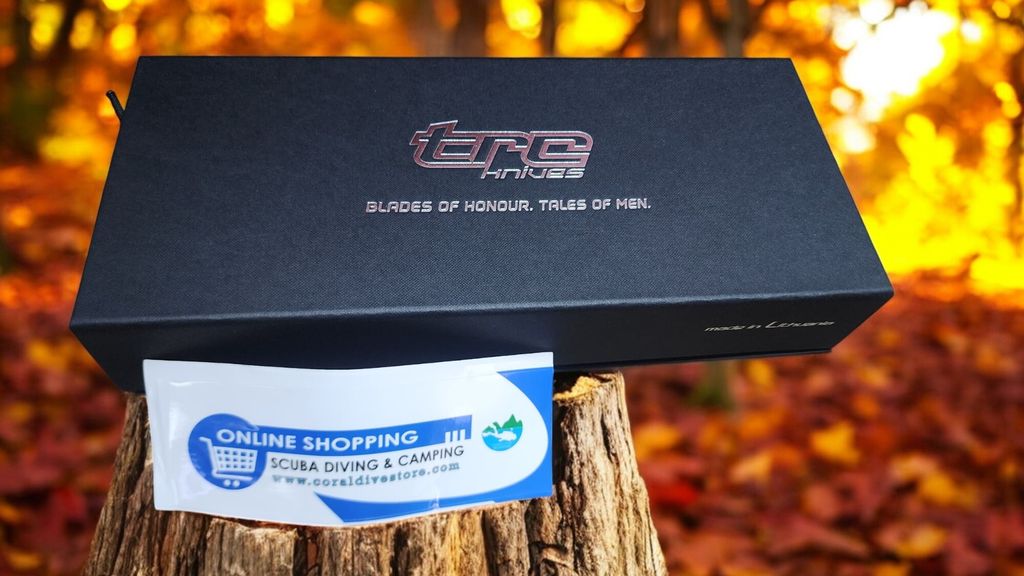 trc
knives
BLADES OF HONOUR. TALES OF MEN.
made in Lithuania
ONLINE SHOPPING
SCUBA DIVING & CAMPING
www.coraldivestore.com